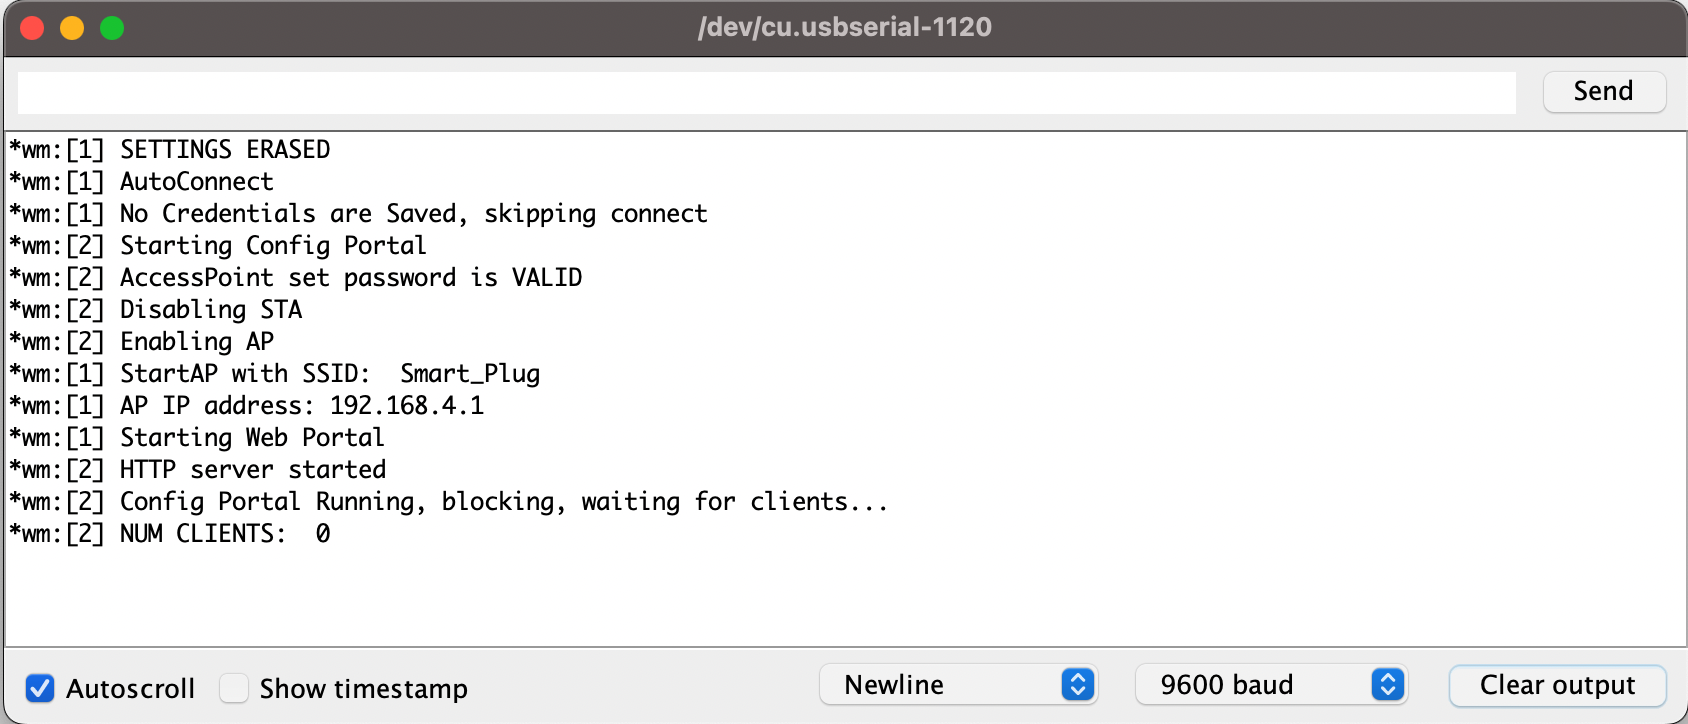 /dev/cu.usbserial-1120
Send
*wm:[1] SETTINGS ERASED
*wm:[1] AutoConnect
*wm:[1] No Credentials are Saved, skipping connect
*wm:[2] Starting Config Portal
*wm:[2] AccessPoint set password is VALID
*wm:[2] Disabling STA
*wm:[2] Enabling AP
*wm:[1] StartAP with SSID:  Smart_Plug
*wm:[1] AP IP address: 192.168.4.1
*wm:[1] Starting Web Portal
*wm:[2] HTTP server started
*wm:[2] Config Portal Running, blocking, waiting for clients...
*wm:[2] NUM CLIENTS:  0
Autoscroll Show timestamp Newline 9600 baud Clear output